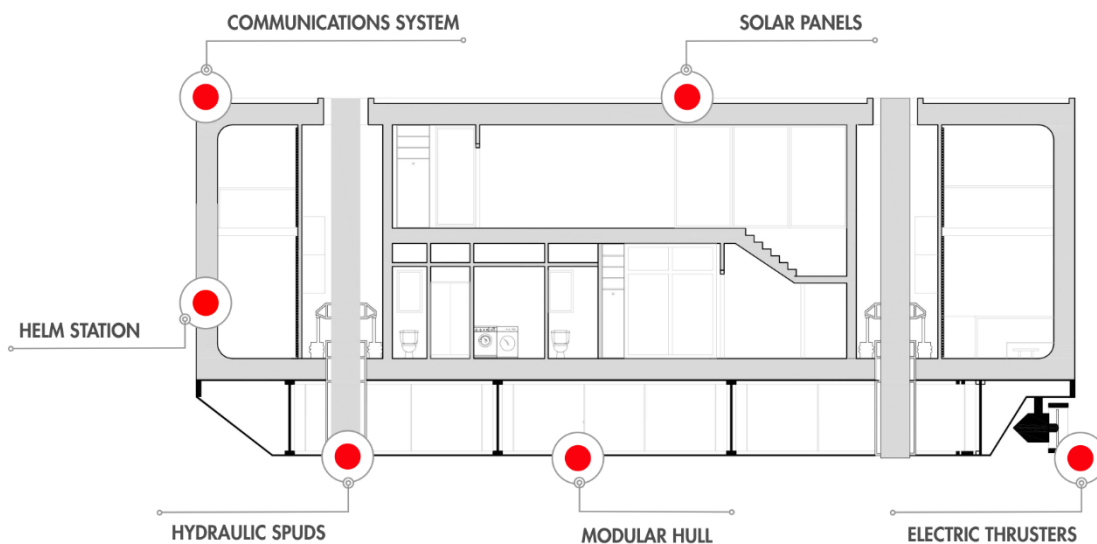 COMMUNICATIONS SYSTEM
SOLAR PANELS
HELM STATION
HYDRAULIC SPUDS
MODULAR HULL
ELECTRIC THRUSTERS